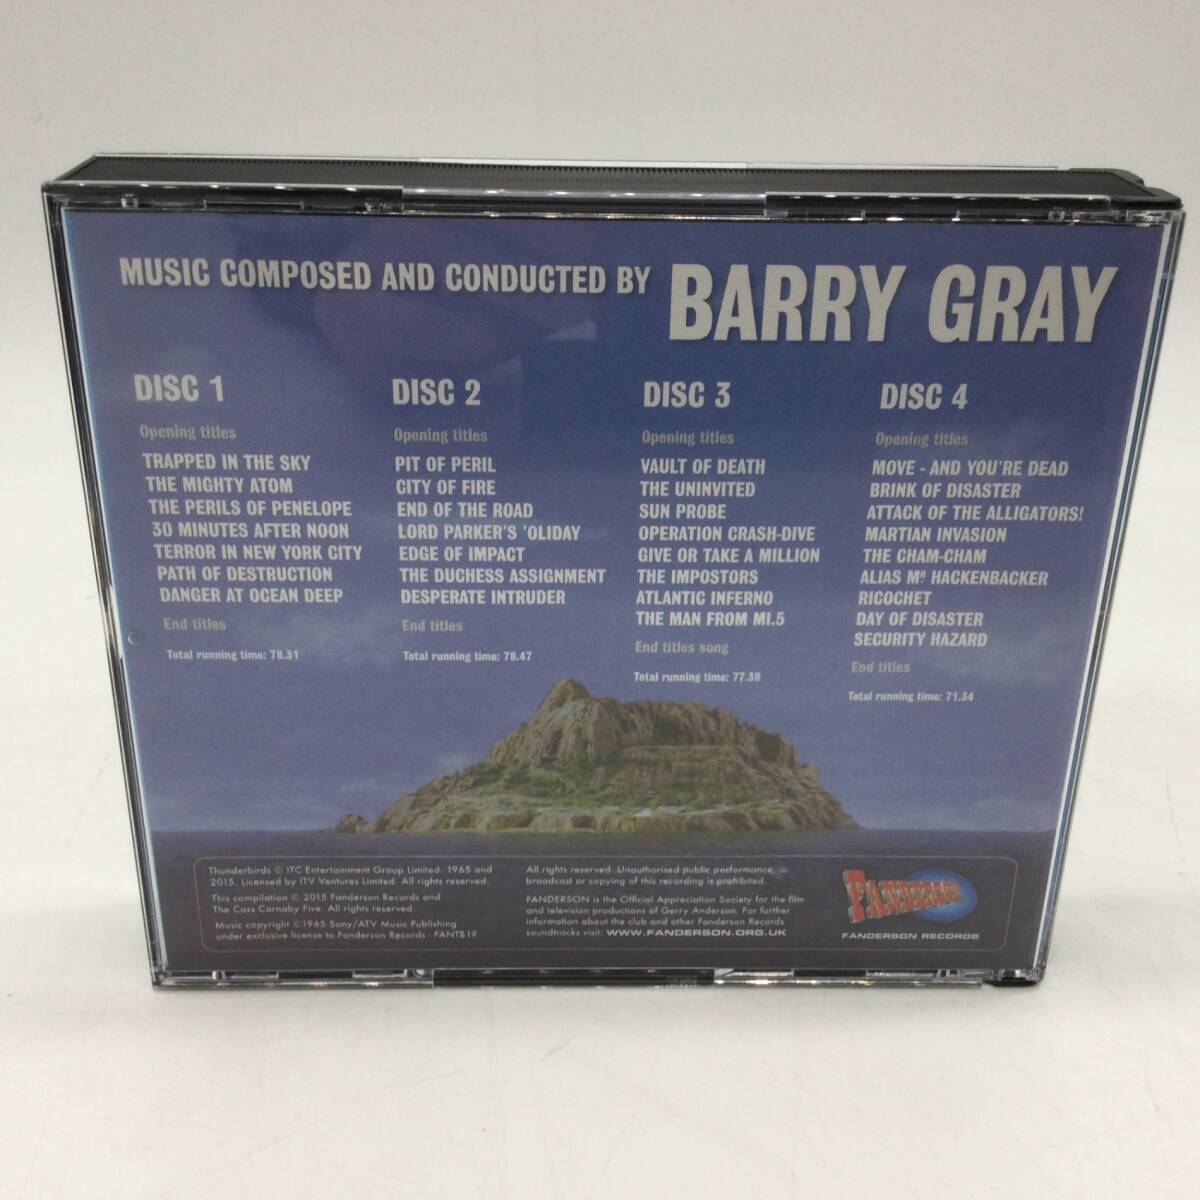 MUSIC COMPOSED AND CONDUCTED BY BARRY GRAY
DISC 1
Opening titles
TRAPPED IN THE SKY
THE MIGHTY ATOM
THE PERILS OF PENELOPE
30 MINUTES AFTER NOON
TERROR IN NEW YORK CITY
PATH OF DESTRUCTION
DANGER AT OCEAN DEEP
End titles
Total running time: 78.31
DISC 2
Opening titles
PIT OF PERIL
CITY OF FIRE
END OF THE ROAD
LORD PARKER'S 'OLIDAY
EDGE OF IMPACT
THE DUCHESS ASSIGNMENT
DESPERATE INTRUDER
End titles
Total running time: 78.47
DISC 3
Opening titles
VAULT OF DEATH
THE UNINVITED
SUN PROBE
OPERATION CRASH-DIVE
GIVE OR TAKE A MILLION
THE IMPOSTORS
ATLANTIC INFERNO
THE MAN FROM MI.5
End titles song
Total running time: 77.39
DISC 4
Opening titles
MOVE - AND YOU'RE DEAD
BRINK OF DISASTER
ATTACK OF THE ALLIGATORS!
MARTIAN INVASION
THE CHAM-CHAM
ALIAS MR HACKENBACKER
RICOCHET
DAY OF DISASTER
SECURITY HAZARD
End titles
Total running time: 71.34
Thunderbirds © ITC Entertainment Group Limited. 1965 and
2015. Licensed by ITV Ventures Limited. All rights reserved.
This compilation © 2015 Fanderson Records and
The Cass Carnaby Five. All rights reserved.
Music copyright ©1965 Sony/ATV Music Publishing
under exclusive license to Fanderson Records - FANTB19
All rights reserved. Unauthorised public performance,
broadcast or copying of this recording is prohibited.
FANDERSON is the Official Appreciation Society for the film
and television productions of Gerry Anderson. For further
information about the club and other Fanderson Records
soundtracks visit: WWW.FANDERSON.ORG.UK
FANDERSON
FANDERSON RECORDS